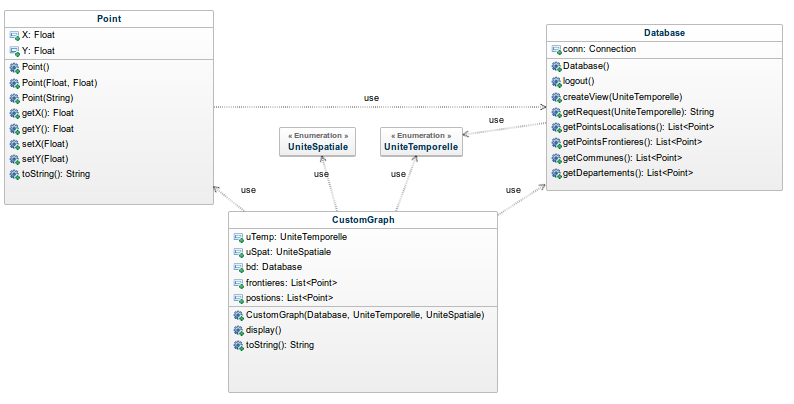 Point
X: Float
Y: Float
Point()
Point(Float, Float)
Point(String)
getX(): Float
getY(): Float
setX(Float)
setY(Float)
toString(): String
use
Database
conn: Connection
Database()
logout()
createView(UniteTemporelle)
getRequest(UniteTemporelle): String
getPointsLocalisations(): List<Point>
getPointsFrontieres(): List<Point>
getCommunes(): List<Point>
getDepartements(): List<Point>
use
« Enumeration »
UniteSpatiale
« Enumeration »
UniteTemporelle
use
use
use
use
CustomGraph
uTemp: UniteTemporelle
uSpat: UniteSpatiale
bd: Database
frontieres: List<Point>
postions: List<Point>
CustomGraph(Database, UniteTemporelle, UniteSpatiale)
display()
toString(): String